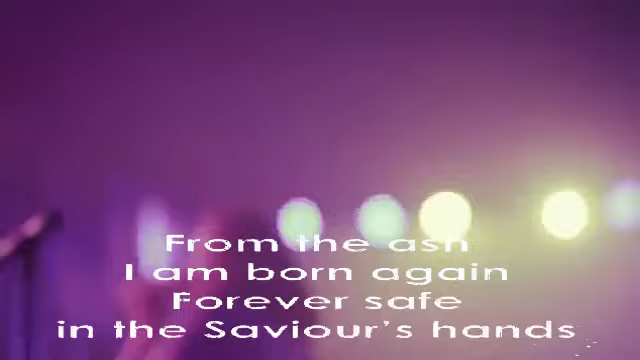 From the ash
I am born again
Forever safe
in the Saviour's hands